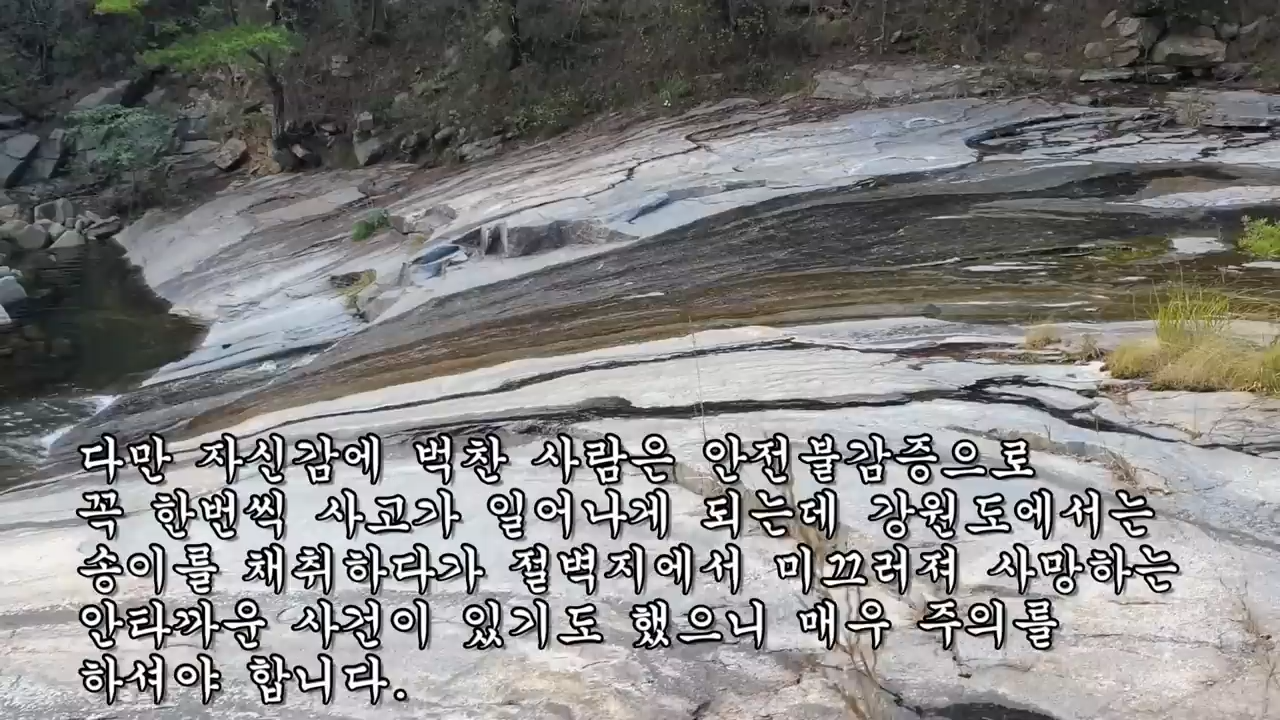 다만 자신감에 벅찬 사람은 안전불감증으로
꼭 한번씩 사고가 일어나게 되는데 강원도에서는
송이를 채취하다가 절벽지에서 미끄러져 사망하는
안타까운 사건이 있기도 했으니 매우 주의를
하셔야 합니다.